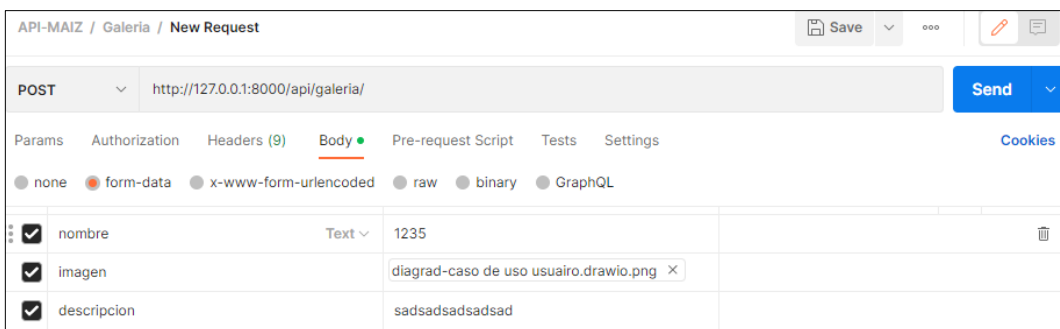 API-MAIZ / Galeria / New Request Save ooo
POST http://127.0.0.1:8000/api/galeria/ Send
Params Authorization Headers (9) Body Pre-request Script Tests Settings Cookies
none form-data x-www-form-urlencoded raw binary GraphQL
nombre Text 1235
imagen diagrad-caso de uso usuairo.drawio.png
descripcion sadsadsadsadsad